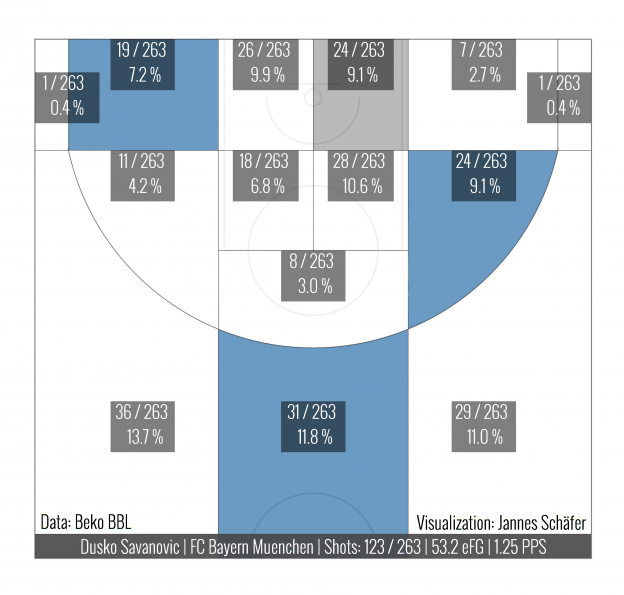 19 / 263
7.2 %
26 / 263
9.9 %
24 / 263
9.1 %
7 / 263
2.7 %
1 / 263
0.4 %
1 / 263
0.4 %
11 / 263
4.2 %
18 / 263
6.8 %
28 / 263
10.6 %
24 / 263
9.1 %
8 / 263
3.0 %
36 / 263
13.7 %
31 / 263
11.8 %
29 / 263
11.0 %
Data: Beko BBL
Visualization: Jannes Schäfer
Dusko Savanovic | FC Bayern Muenchen | Shots: 123 / 263 | 53.2 eFG | 1.25 PPS